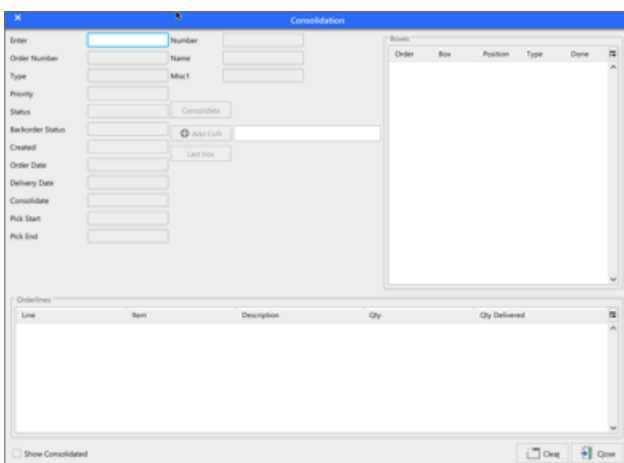 Consolidation
Enter
Number
Order Number
Name
Type
Misc1
Priority
Status
Consolidate
Backorder Status
Add Colli
Created
Last box
Order Date
Delivery Date
Consolidate
Pick Start
Pick End
Boxes
Order Box Position Type Done
Orderlines
Line Item Description Qty Qty Delivered
Show Consolidated
Clear
Close